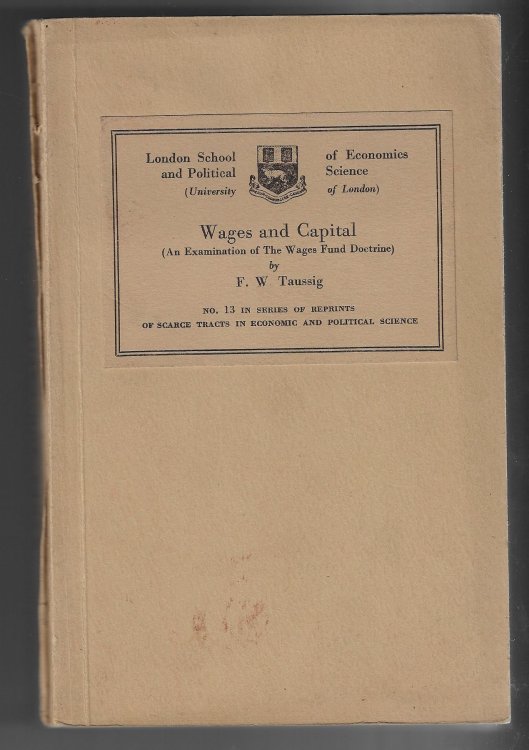 London School of Economics
and Political Science
(University of London)
Wages and Capital
(An Examination of The Wages Fund Doctrine)
by
F. W Taussig
NO. 13 IN SERIES OF REPRINTS
OF SCARCE TRACTS IN ECONOMIC AND POLITICAL SCIENCE